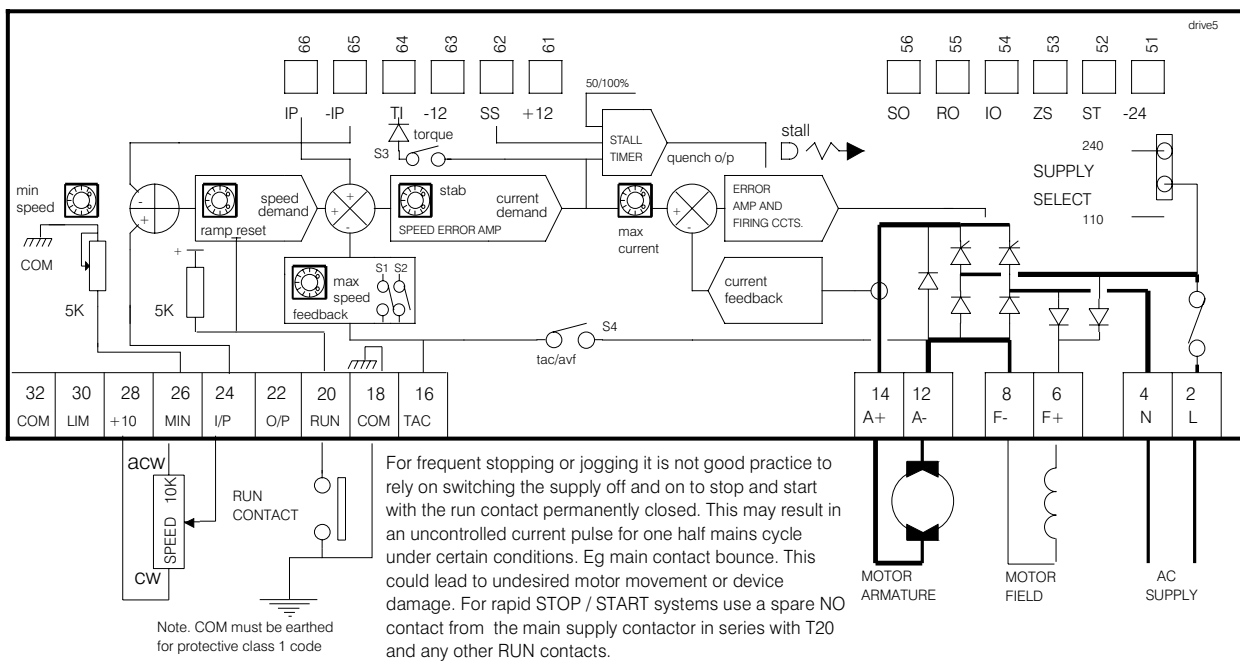 drive5
66 65 64 63 62 61
56 55 54 53 52 51
50/100%
IP -IP TI -12 SS +12
SO RO IO ZS ST -24
torque
S3
STALL
TIMER
quench o/p
stall
240
SUPPLY
SELECT
110
min
speed
-
+
speed
demand
ramp reset
+
-
stab
current
demand
SPEED ERROR AMP
max
current
+
-
ERROR
AMP AND
FIRING CCTS.
COM
5K
+
5K
max
speed
feedback
S1 S2
current
feedback
S4
tac/avf
32 30 28 26 24 22 20 18 16
COM LIM +10 MIN I/P O/P RUN COM TAC
14 12 8 6 4 2
A+ A- F- F+ N L
acw
SPEED 10K
cw
RUN
CONTACT
Note. COM must be earthed
for protective class 1 code
For frequent stopping or jogging it is not good practice to
rely on switching the supply off and on to stop and start
with the run contact permanently closed. This may result in
an uncontrolled current pulse for one half mains cycle
under certain conditions. Eg main contact bounce. This
could lead to undesired motor movement or device
damage. For rapid STOP / START systems use a spare NO
contact from the main supply contactor in series with T20
and any other RUN contacts.
MOTOR
ARMATURE
MOTOR
FIELD
AC
SUPPLY